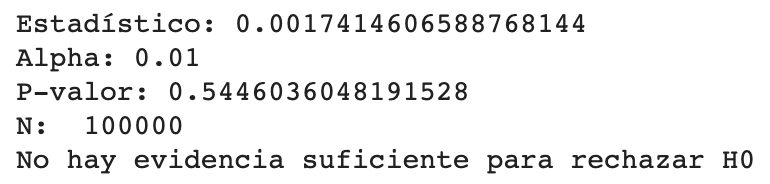 Estadístico: 0.0017414606588768144
Alpha: 0.01
P-valor: 0.5446036048191528
N:  100000
No hay evidencia suficiente para rechazar H0